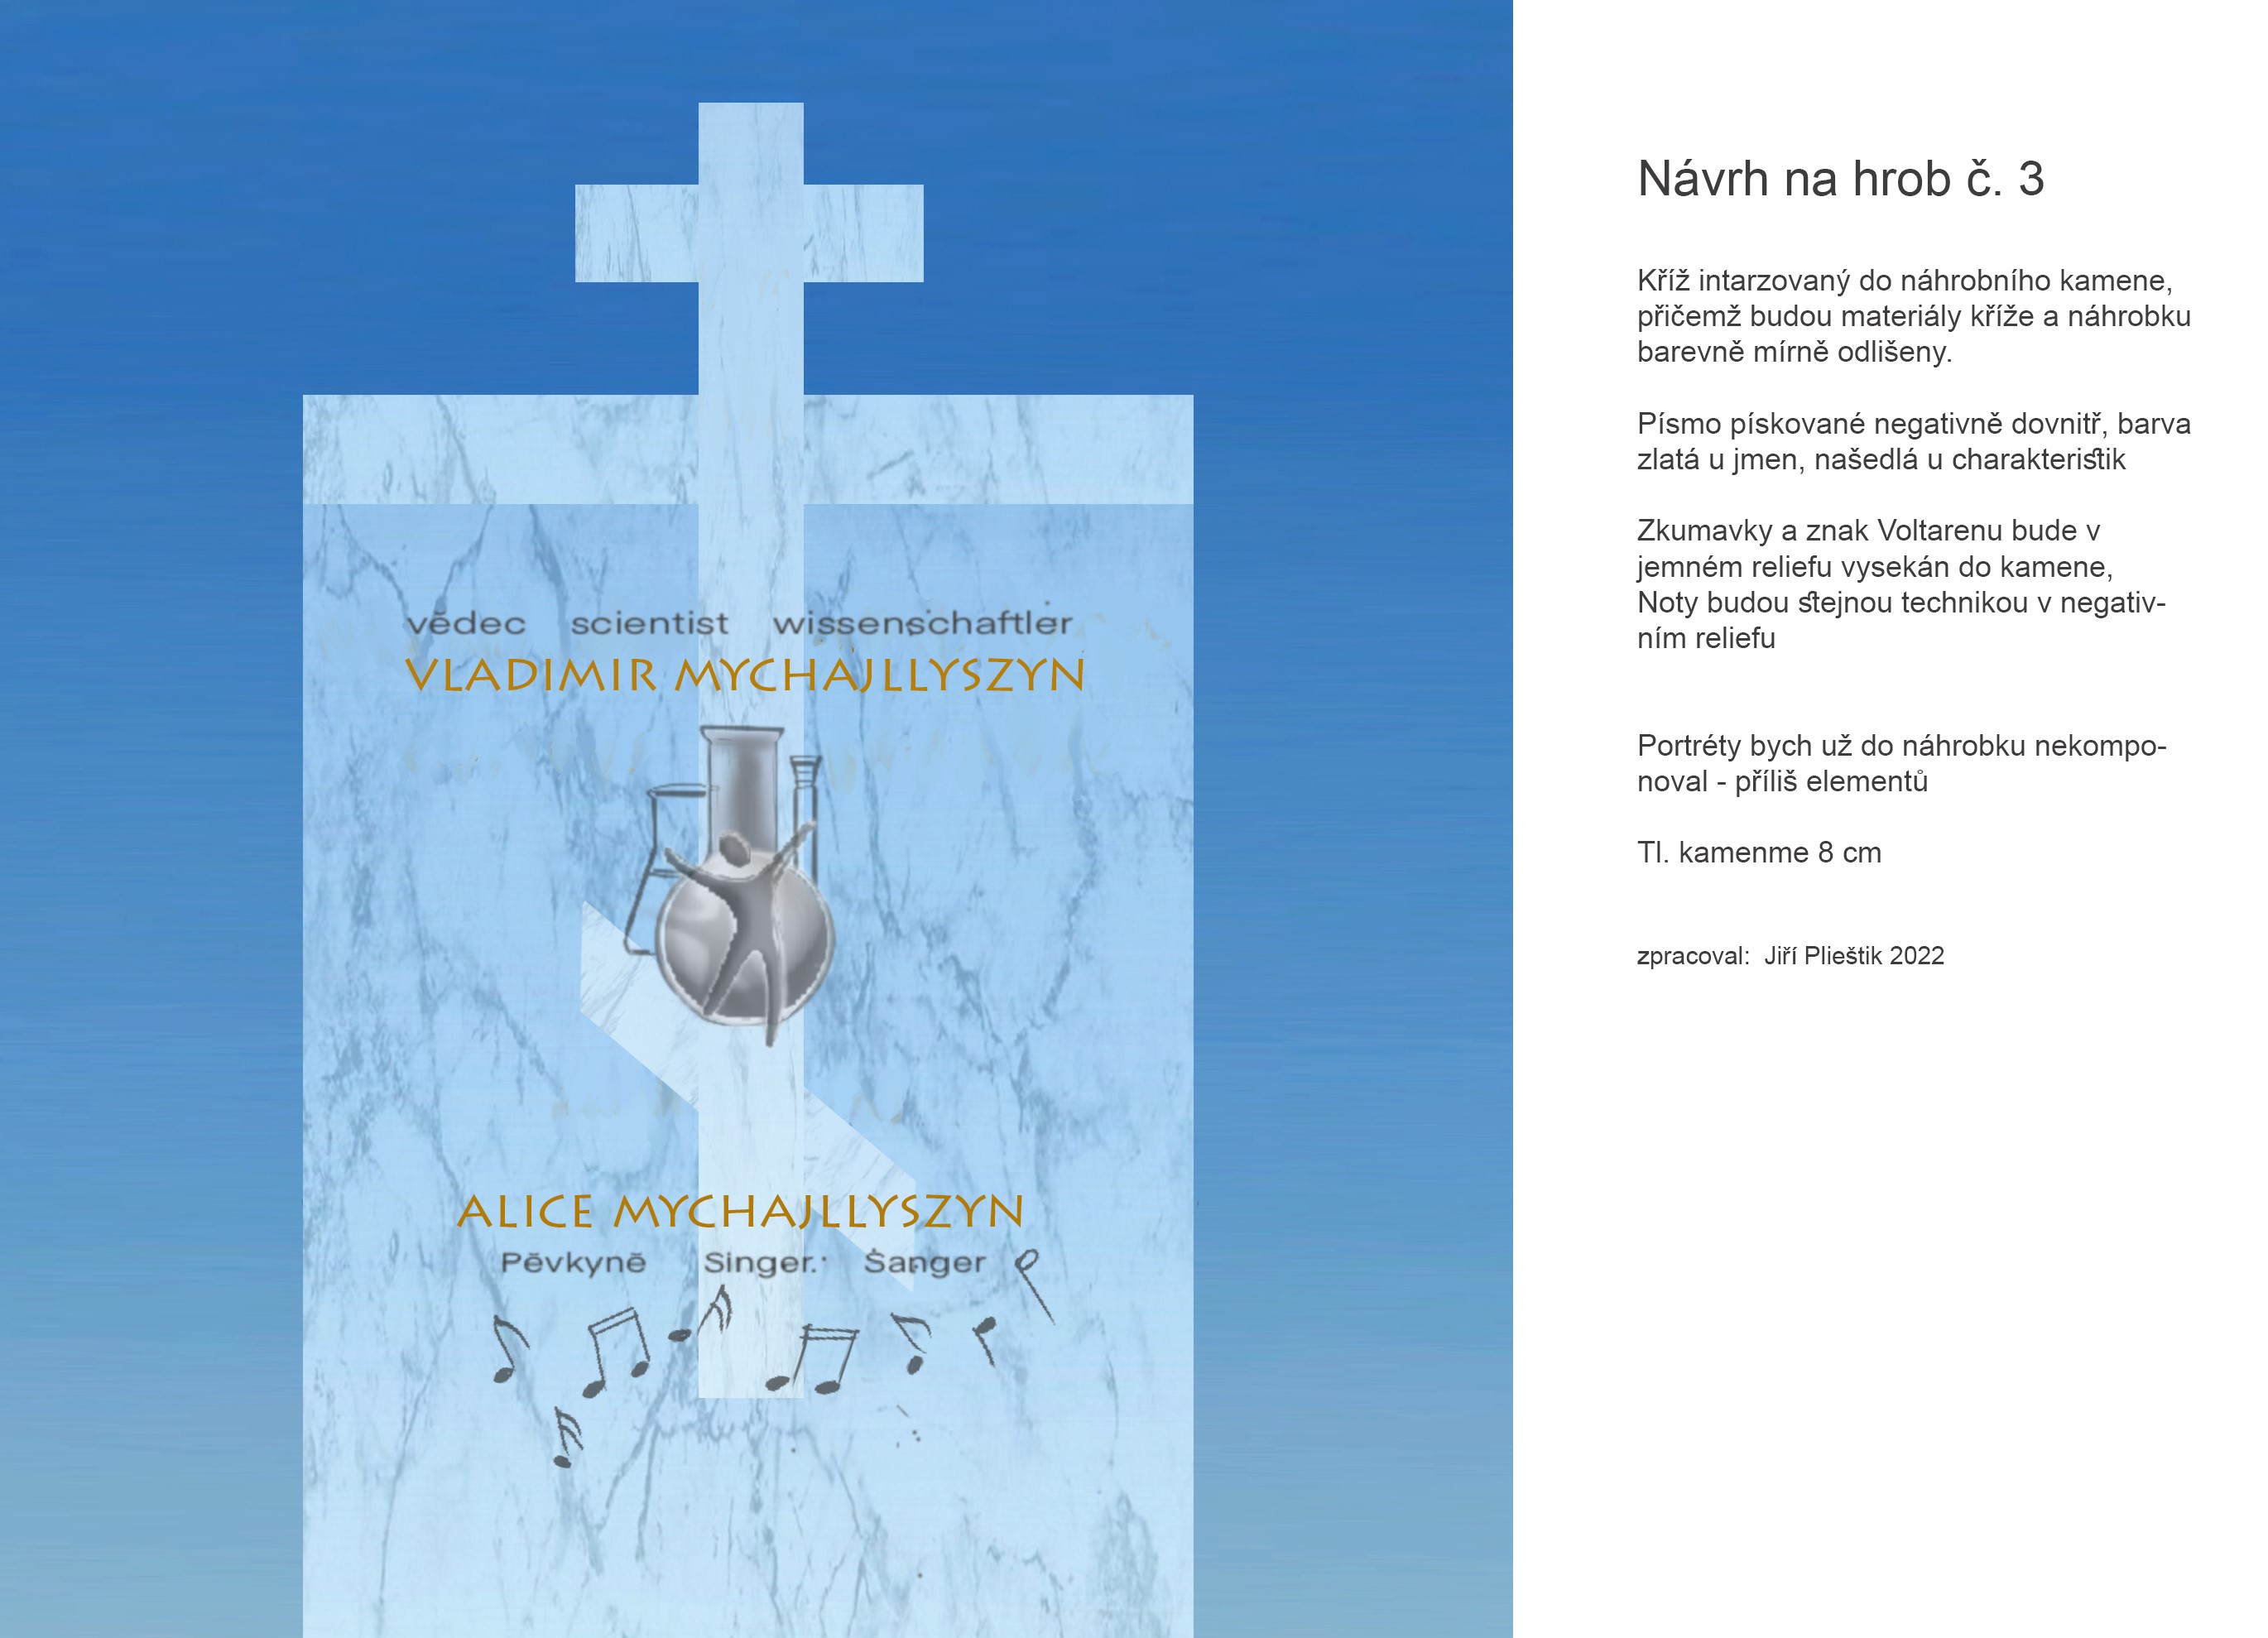 vědec scientist wissenschaftler
VLADIMIR MYCHAJLLYSZYN
ALICE MYCHAJLLYSZYN
Pěvkyně Singer. Sanger
Návrh na hrob č. 3
Kříž intarzovaný do náhrobního kamene,
přičemž budou materiály kříže a náhrobku
barevně mírně odlišeny.
Písmo pískované negativně dovnitř, barva
zlatá u jmen, našedlá u charakteristik
Zkumavky a znak Voltarenu bude v
jemném reliefu vysekán do kamene,
Noty budou stejnou technikou v negativ-
ním reliefu
Portréty bych už do náhrobku nekompo-
noval - příliš elementů
Tl. kamenme 8 cm
zpracoval: Jiří Plieštik 2022